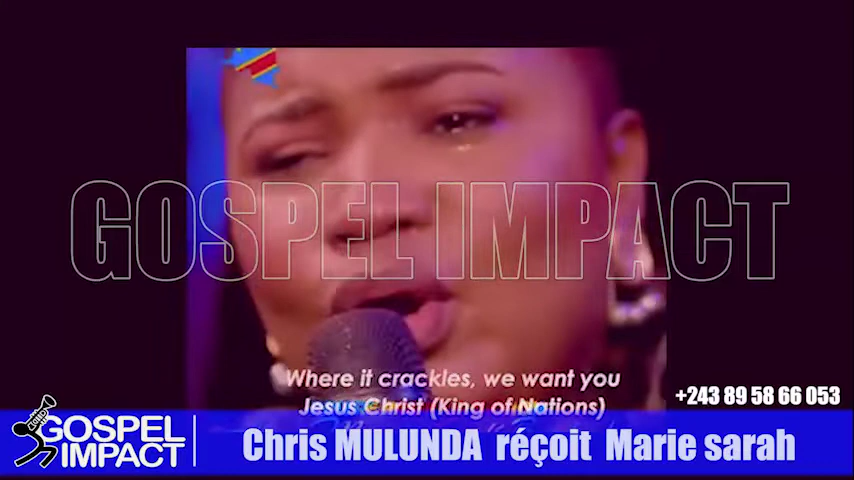 GOSPEL IMPACT
Where it crackles, we want you
Jesus Christ (King of Nations)
+243 89 58 66 053
GOSPEL
IMPACT
Chris MULUNDA réçoit Marie sarah